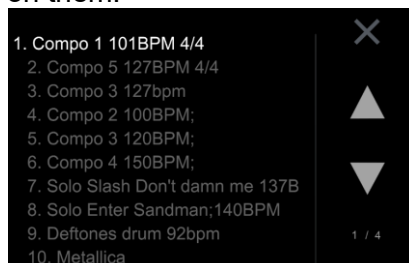 1. Compo 1 101BPM 4/4
2. Compo 5 127BPM 4/4
3. Compo 3 127bpm
4. Compo 2 100BPM;
5. Compo 3 120BPM;
6. Compo 4 150BPM;
7. Solo Slash Don't damn me 137B
8. Solo Enter Sandman;140BPM
9. Deftones drum 92bpm
1 / 4
10. Metallica